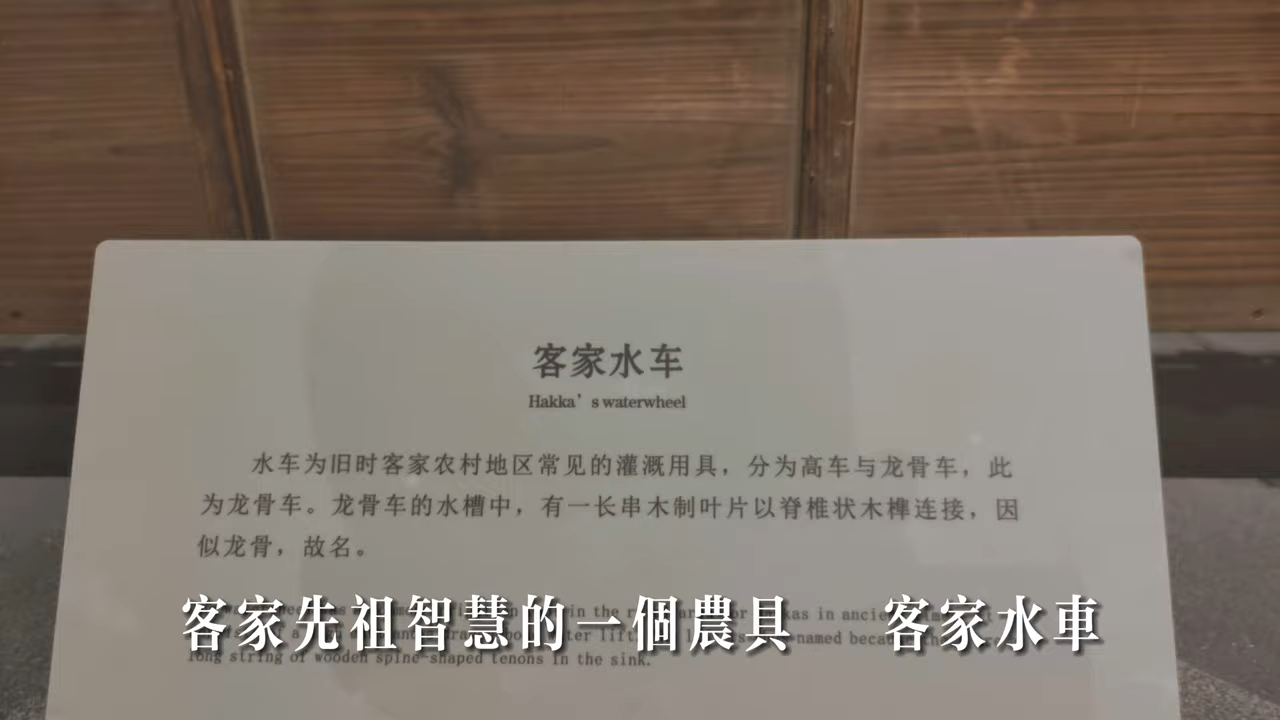 客家水车
Hakka's waterwheel
水车为旧时客家农村地区常见的灌溉用具，分为高车与龙骨车，此
为龙骨车。龙骨车的水槽中，有一长串木制叶片以脊椎状木榫连接，因
似龙骨，故名。
客家先祖智慧的一個農具 客家水車
long string of wooden spine-shaped tenons in the sink.